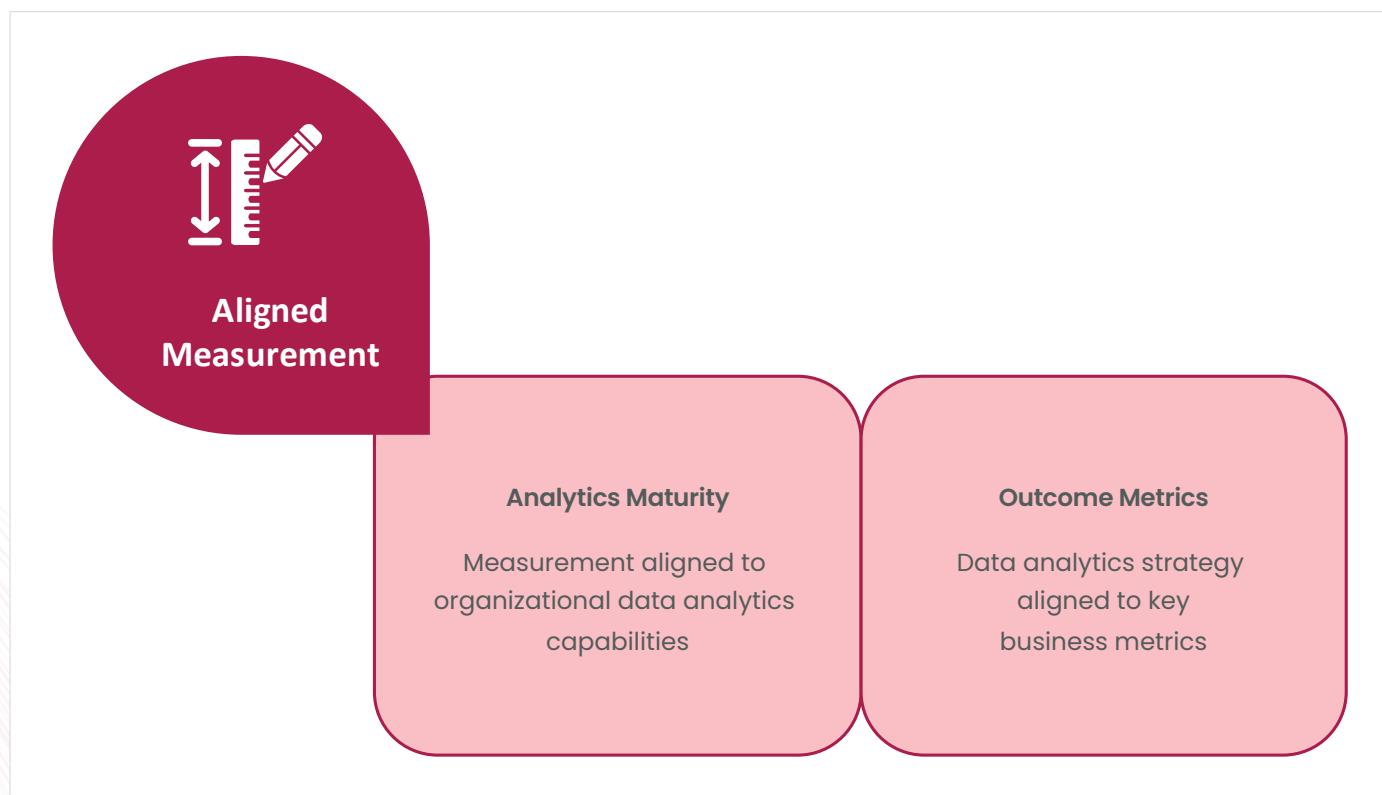 Aligned
Measurement
Analytics Maturity
Measurement aligned to
organizational data analytics
capabilities
Outcome Metrics
Data analytics strategy
aligned to key
business metrics